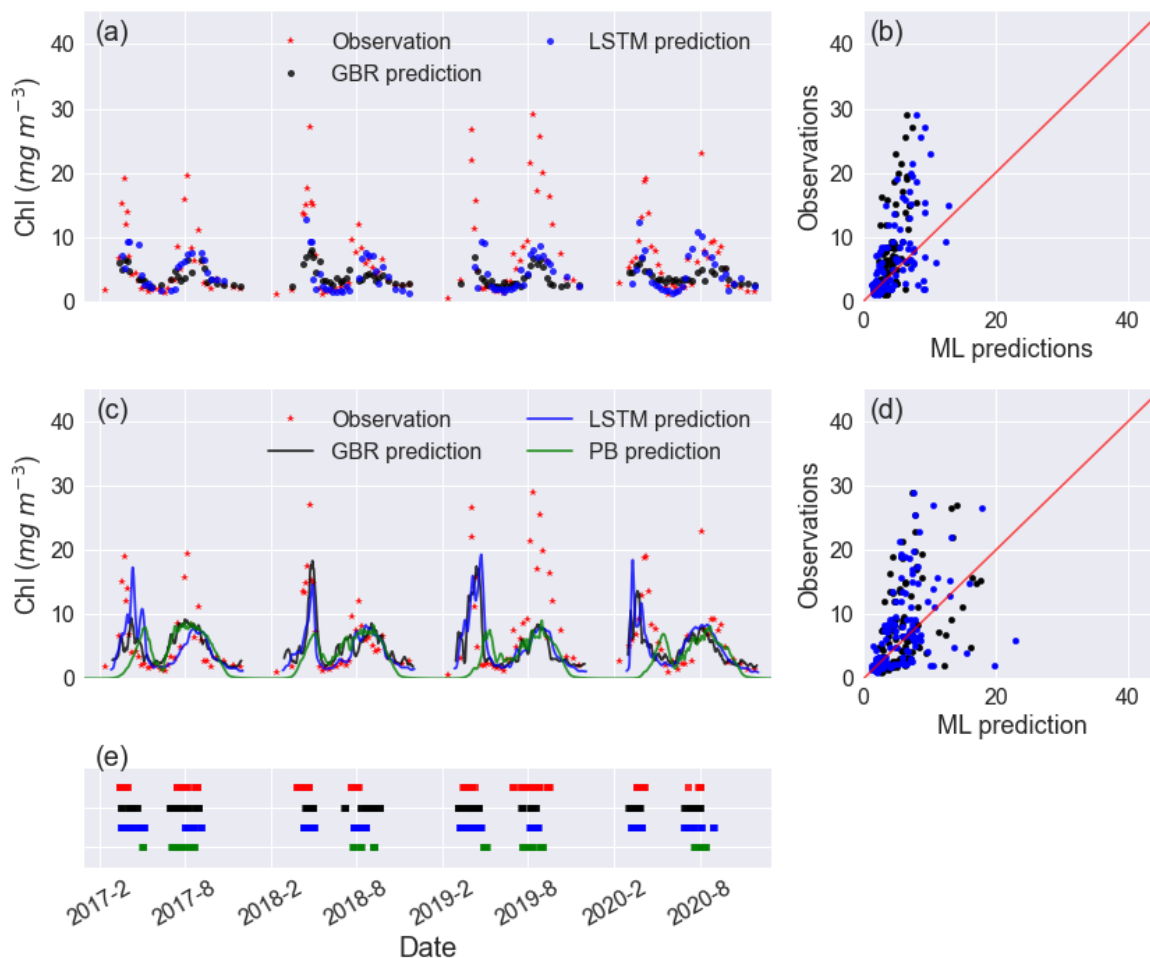 (a)
Observation
LSTM prediction
GBR prediction
Chl (mg m⁻³)
40
30
20
10
0
(b)
Observations
40
30
20
10
0
0 20 40
ML predictions
(c)
Observation
LSTM prediction
GBR prediction
PB prediction
Chl (mg m⁻³)
40
30
20
10
0
(d)
Observations
40
30
20
10
0
0 20 40
ML prediction
(e)
2017-2 2017-8 2018-2 2018-8 2019-2 2019-8 2020-2 2020-8
Date